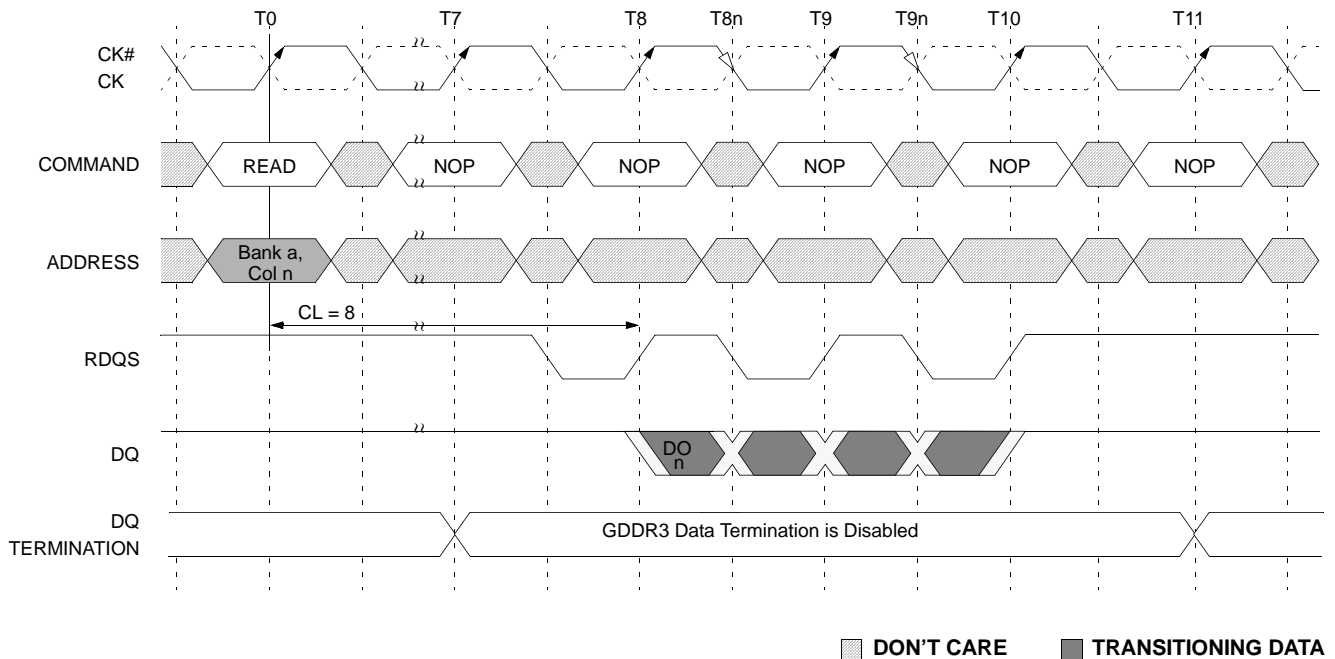 T0 T7 T8 T8n T9 T9n T10 T11
CK#
CK
COMMAND READ NOP NOP NOP NOP NOP
ADDRESS Bank a,
Col n
CL = 8
RDQS
DQ DO
n
DQ
TERMINATION GDDR3 Data Termination is Disabled
DON'T CARE TRANSITIONING DATA